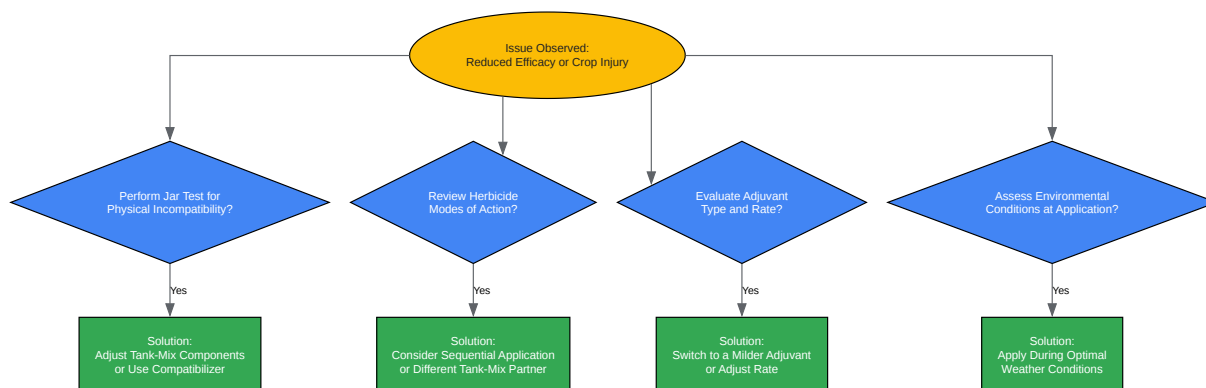 Issue Observed:
Reduced Efficacy or Crop Injury
Perform Jar Test for
Physical Incompatibility?
Review Herbicide
Modes of Action?
Evaluate Adjuvant
Type and Rate?
Assess Environmental
Conditions at Application?
Yes
Yes
Yes
Yes
Solution:
Adjust Tank-Mix Components
or Use Compatibilizer
Solution:
Consider Sequential Application
or Different Tank-Mix Partner
Solution:
Switch to a Milder Adjuvant
or Adjust Rate
Solution:
Apply During Optimal
Weather Conditions